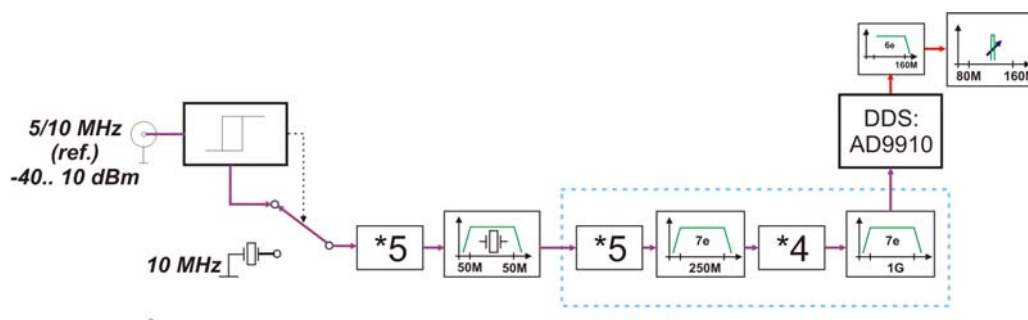 6e
160M
80M 160M
5/10 MHz
(ref.)
-40.. 10 dBm
DDS:
AD9910
*5
50M 50M
*5
7e
250M
*4
7e
1G
10 MHz